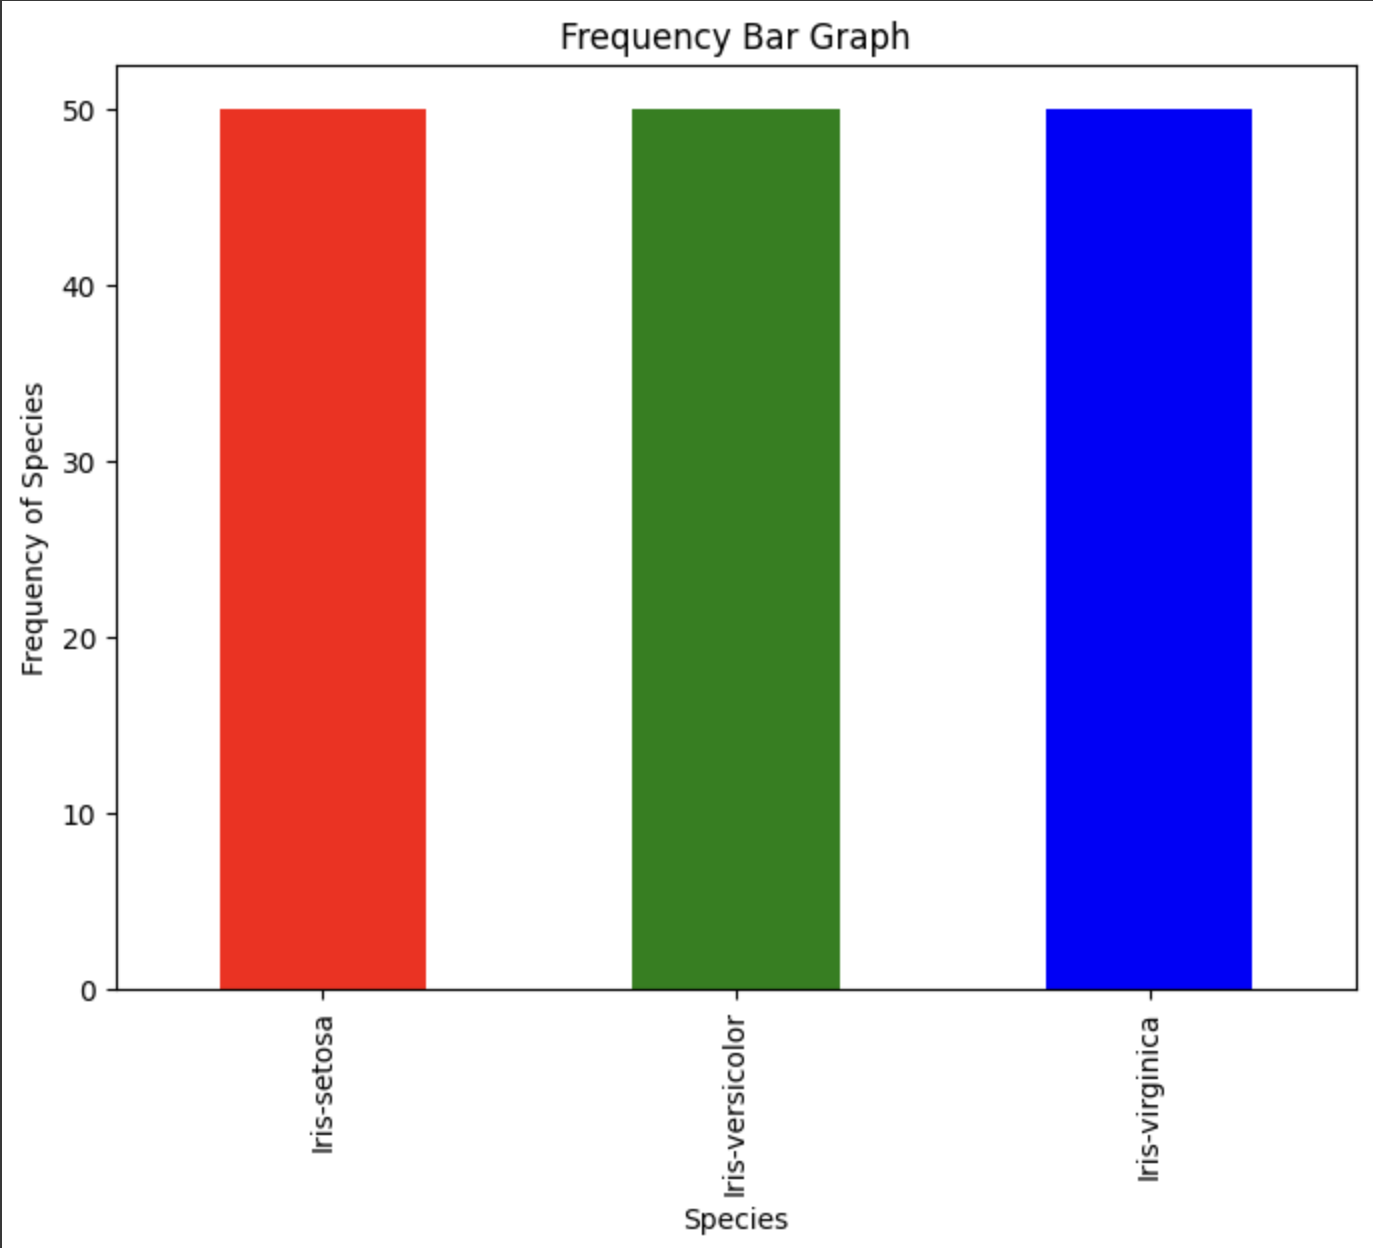 Frequency Bar Graph
Frequency of Species
50
40
30
20
10
0
Iris-setosa
Iris-versicolor
Iris-virginica
Species